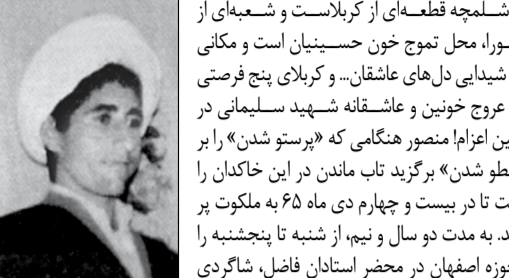 شلمچه قطعه‌ای از کربلاست و شعبه‌ای از
ورا، محل تموج خون حسینیان است و مکانی
شیدایی دل‌های عاشقان... و کربلای پنج فرصتی
عروج خونین و عاشقانه شهید سلیمانی در
ین اعزام! منصور هنگامی که «پرستو شدن» را بر
طو شدن» برگزید تاب ماندن در این خاکدان را
ت تا در بیست و چهارم دی ماه ۶۵ به ملکوت پر
د. به مدت دو سال و نیم، از شنبه تا پنجشنبه را
وزه اصفهان در محضر استادان فاضل، شاگردی